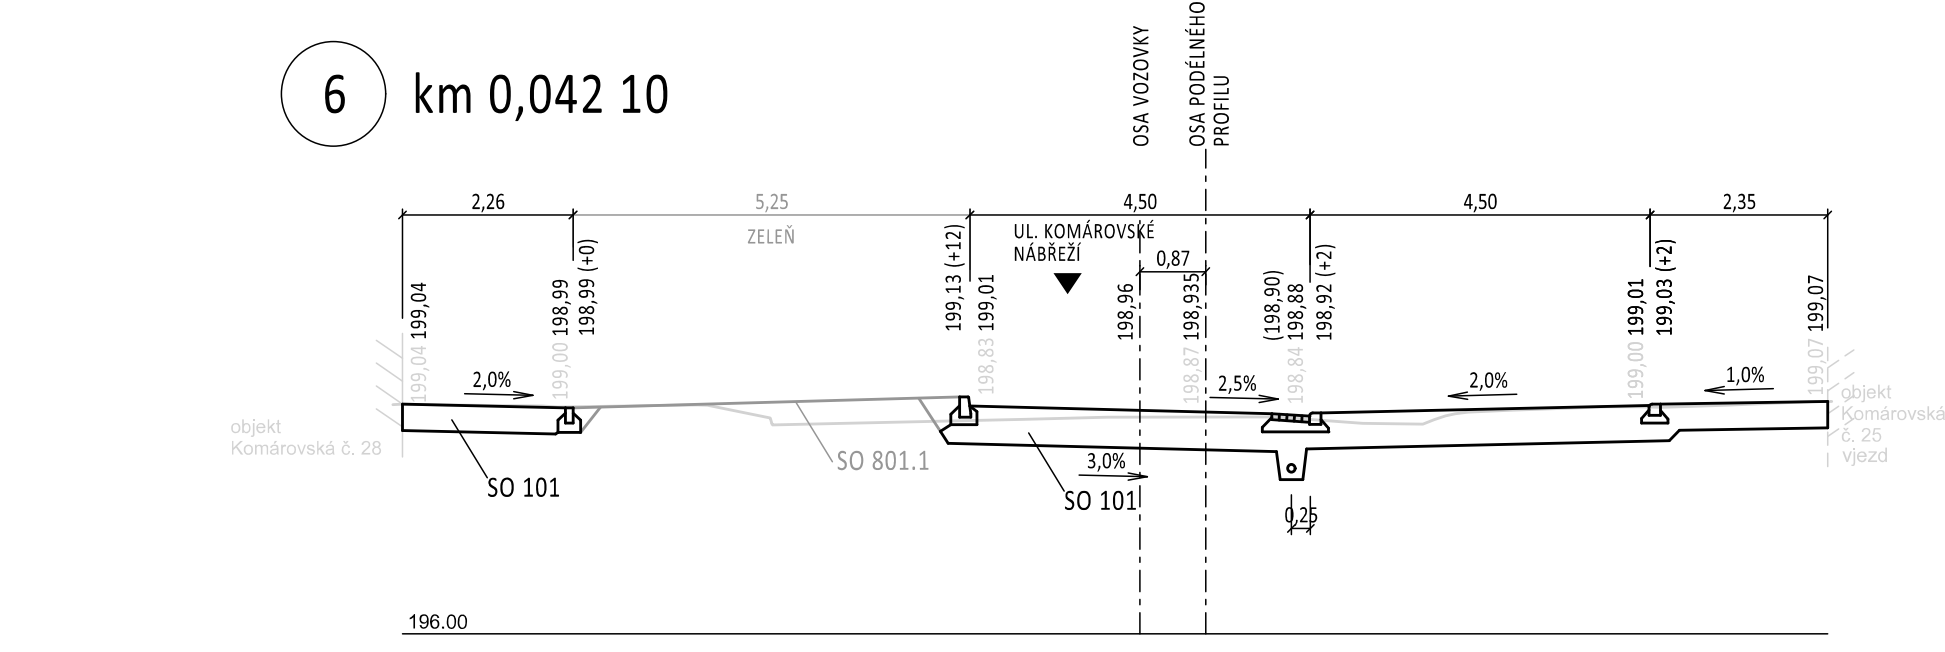 6
km 0,042 10
OSA VOZOVKY
OSA PODÉLNÉHO
PROFILU
2,26
5,25
4,50
4,50
2,35
ZELEŇ
UL. KOMÁROVSKÉ
NÁBŘEŽÍ
0,87
199,04 199,04
199,00 198,99
198,99 (+0)
199,13 (+12)
198,83 199,01
198,96
198,87 198,935
(198,90)
198,84 198,88
198,92 (+2)
199,00 199,01
199,03 (+2)
199,07 199,07
2,0%
2,5%
2,0%
1,0%
objekt
Komárovská č. 28
objekt
Komárovská
č. 25
vjezd
SO 801.1
3,0%
SO 101
SO 101
0,25
196.00